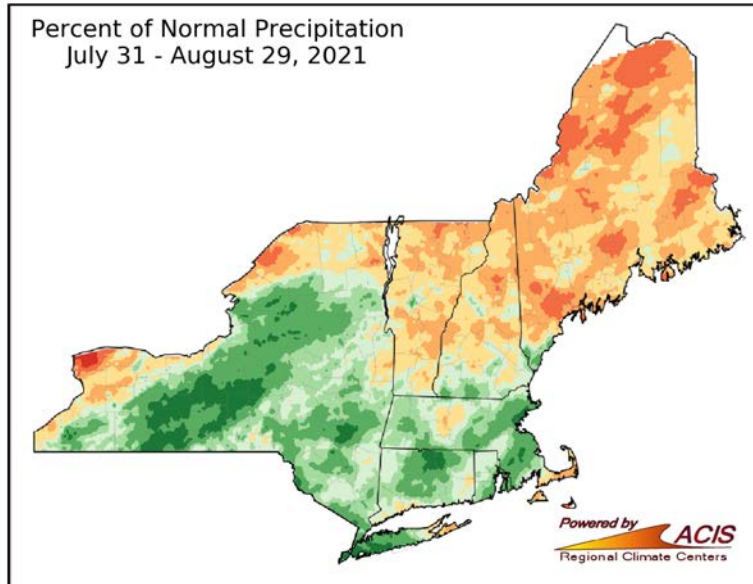 Percent of Normal Precipitation
July 31 - August 29, 2021
Powered by
ACIS
Regional Climate Centers